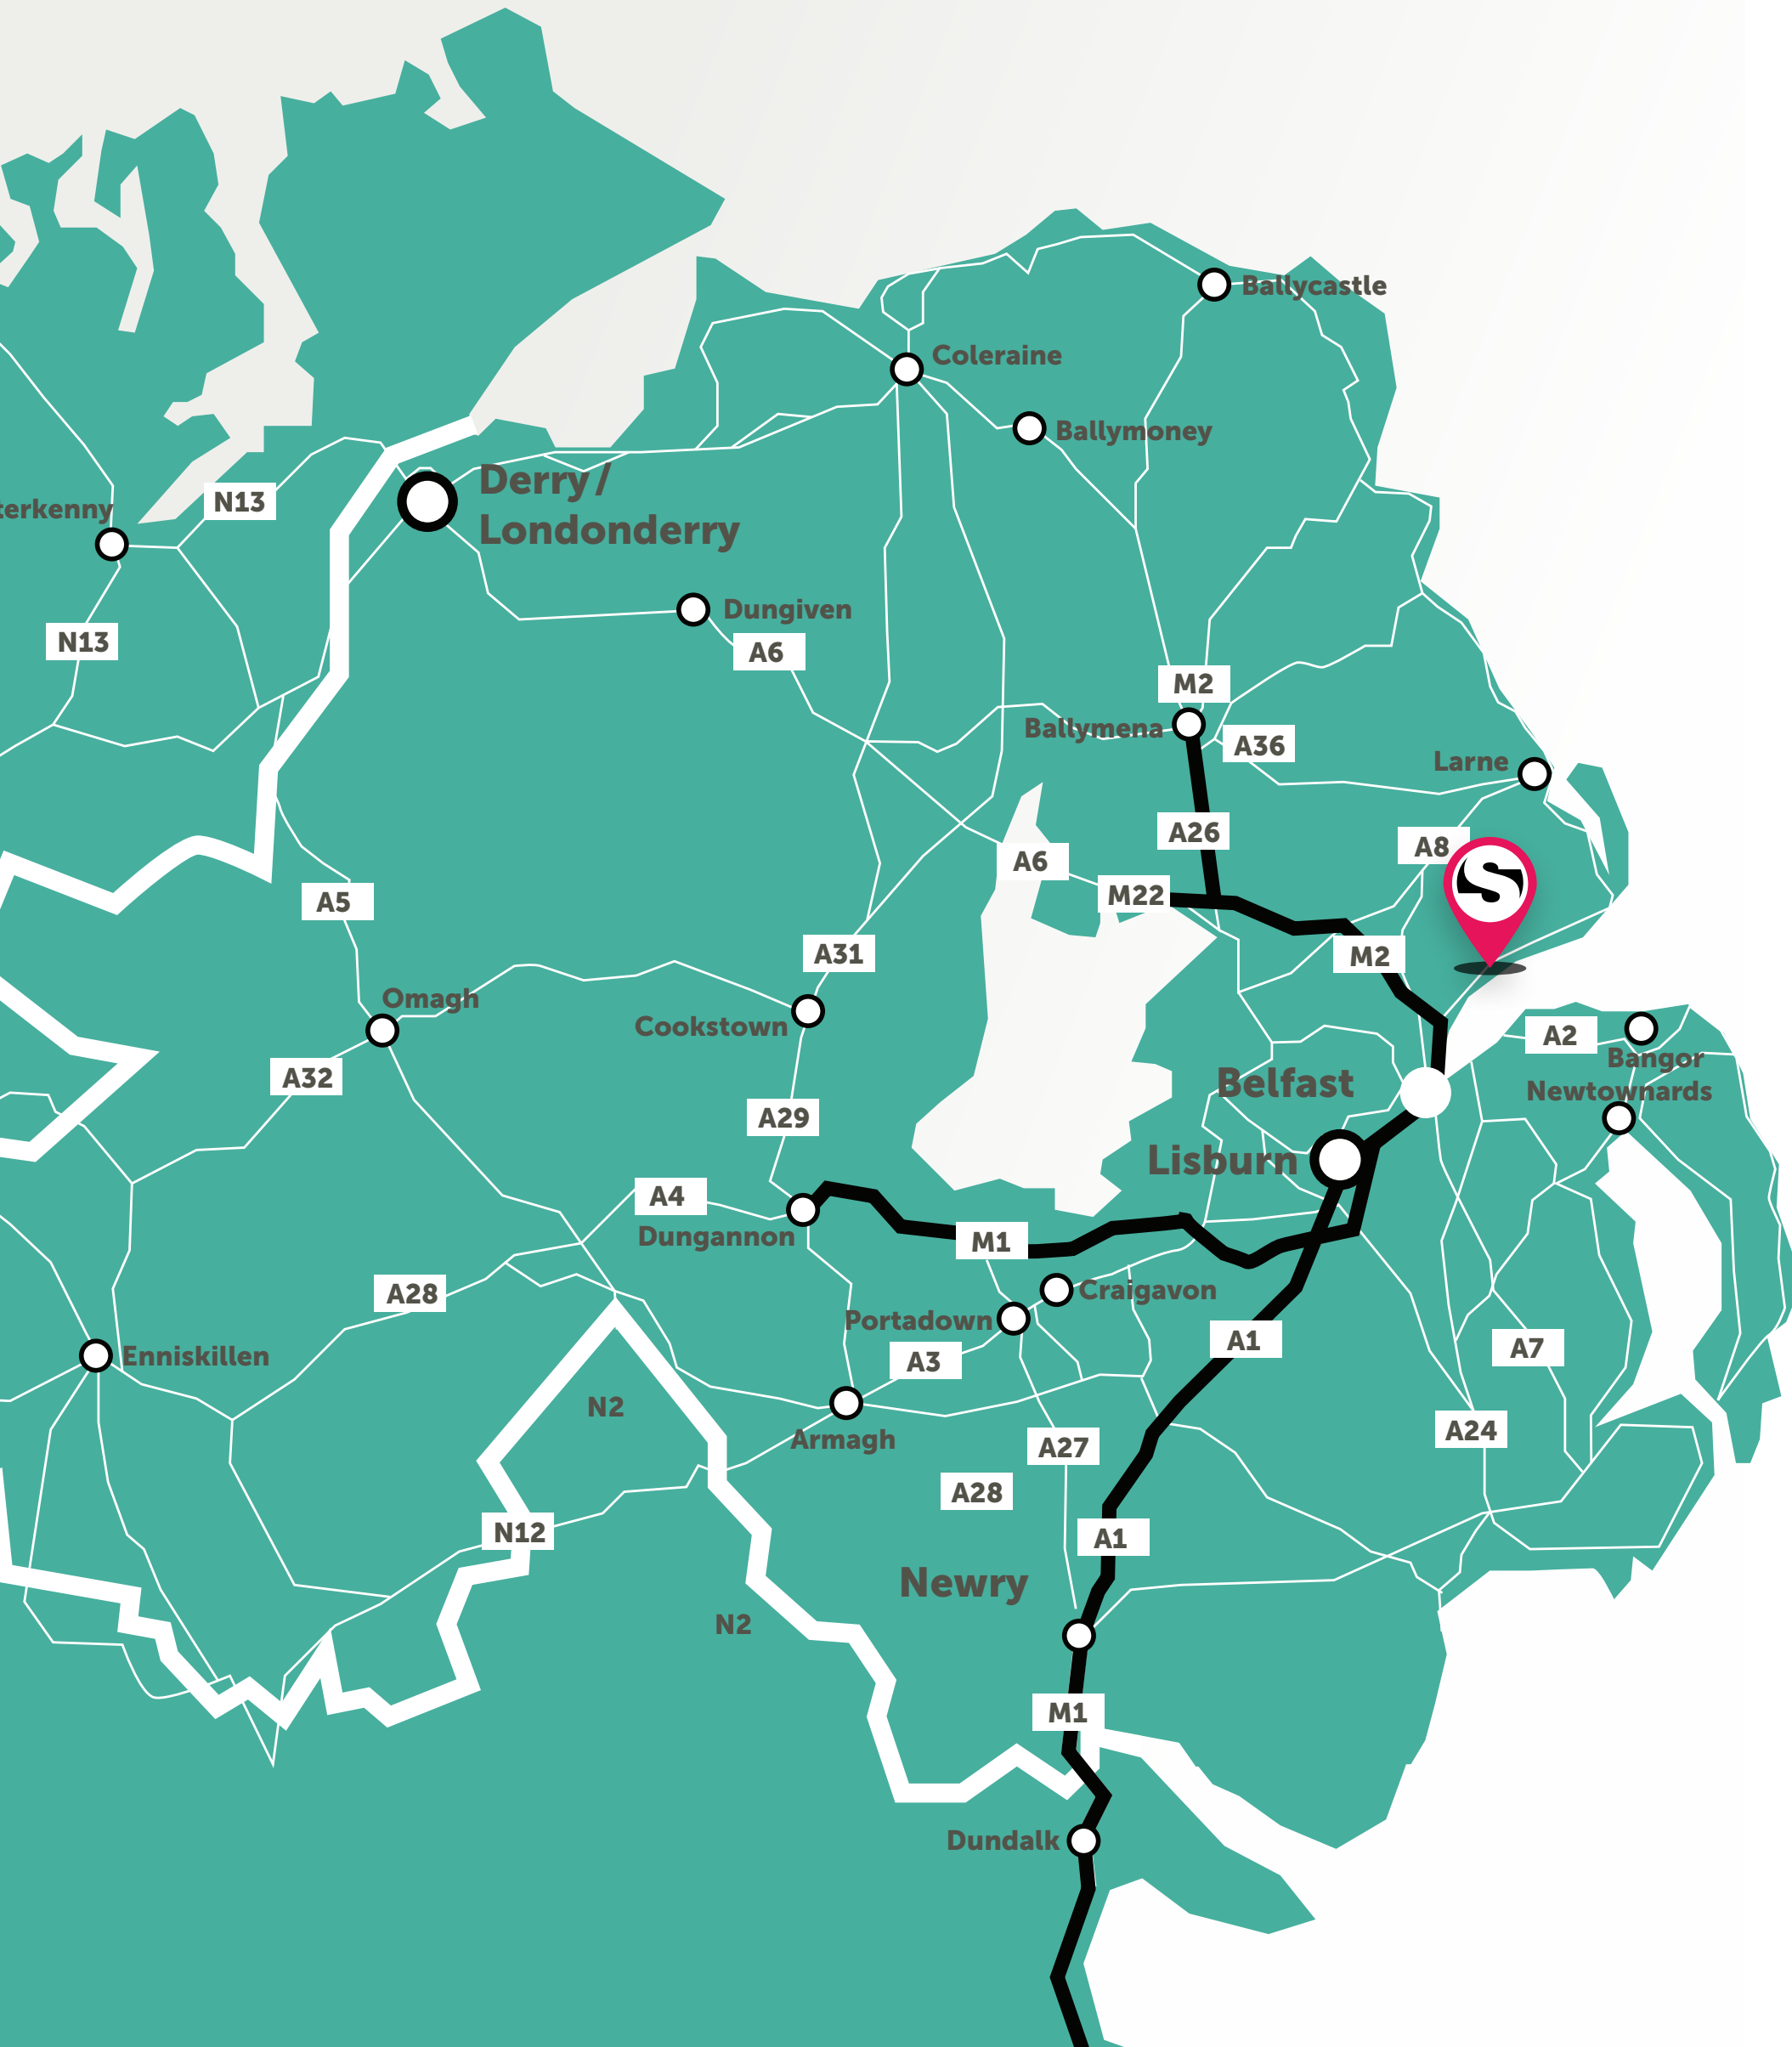 Ballycastle
Coleraine
Ballymoney
Derry/
Londonderry
N13
terkenny
Dungiven
N13
A6
M2
Ballymena
A36
Larne
A26
A8
A6
S
M22
A5
A31
M2
Omagh
Cookstown
A2
Bangor
A32
Belfast
Newtownards
A29
Lisburn
A4
Dungannon
M1
A28
Craigavon
Portadown
A1
A7
Enniskillen
A3
N2
Armagh
A24
A27
A28
N12
A1
Newry
N2
M1
Dundalk